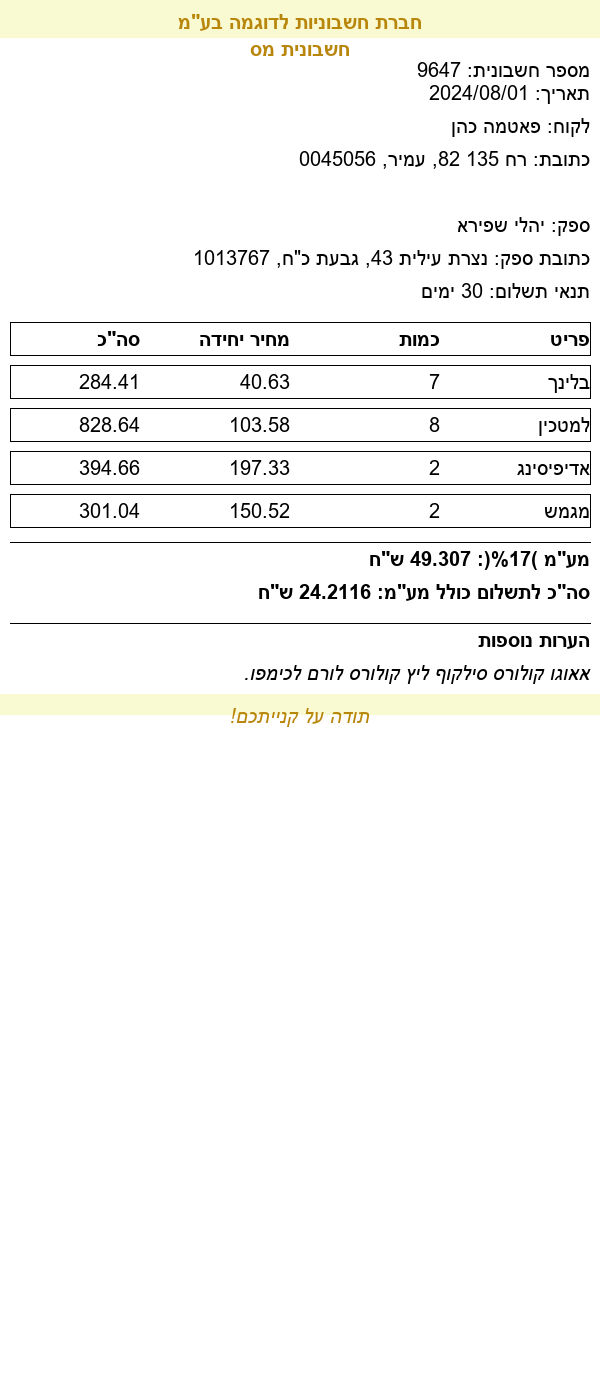 חברת חשבוניות לדוגמה בע"מ
חשבונית מס
מספר חשבונית: 9647
תאריך: 2024/08/01
לקוח: פאטמה כהן
כתובת: רח 135 82, עמיר, 0045056
ספק: יהלי שפירא
כתובת ספק: נצרת עילית 43, גבעת כ"ח, 1013767
תנאי תשלום: 30 ימים
פריט כמות מחיר יחידה סה"כ
בלינך 7 40.63 284.41
למטכין 8 103.58 828.64
אדיפיסינג 2 197.33 394.66
מגמש 2 150.52 301.04
מע"מ )17%(: 49.307 ש"ח
סה"כ לתשלום כולל מע"מ: 24.2116 ש"ח
הערות נוספות
אאוגו קולורס סילקוף ליץ קולורס לורם לכימפו.
תודה על קנייתכם!